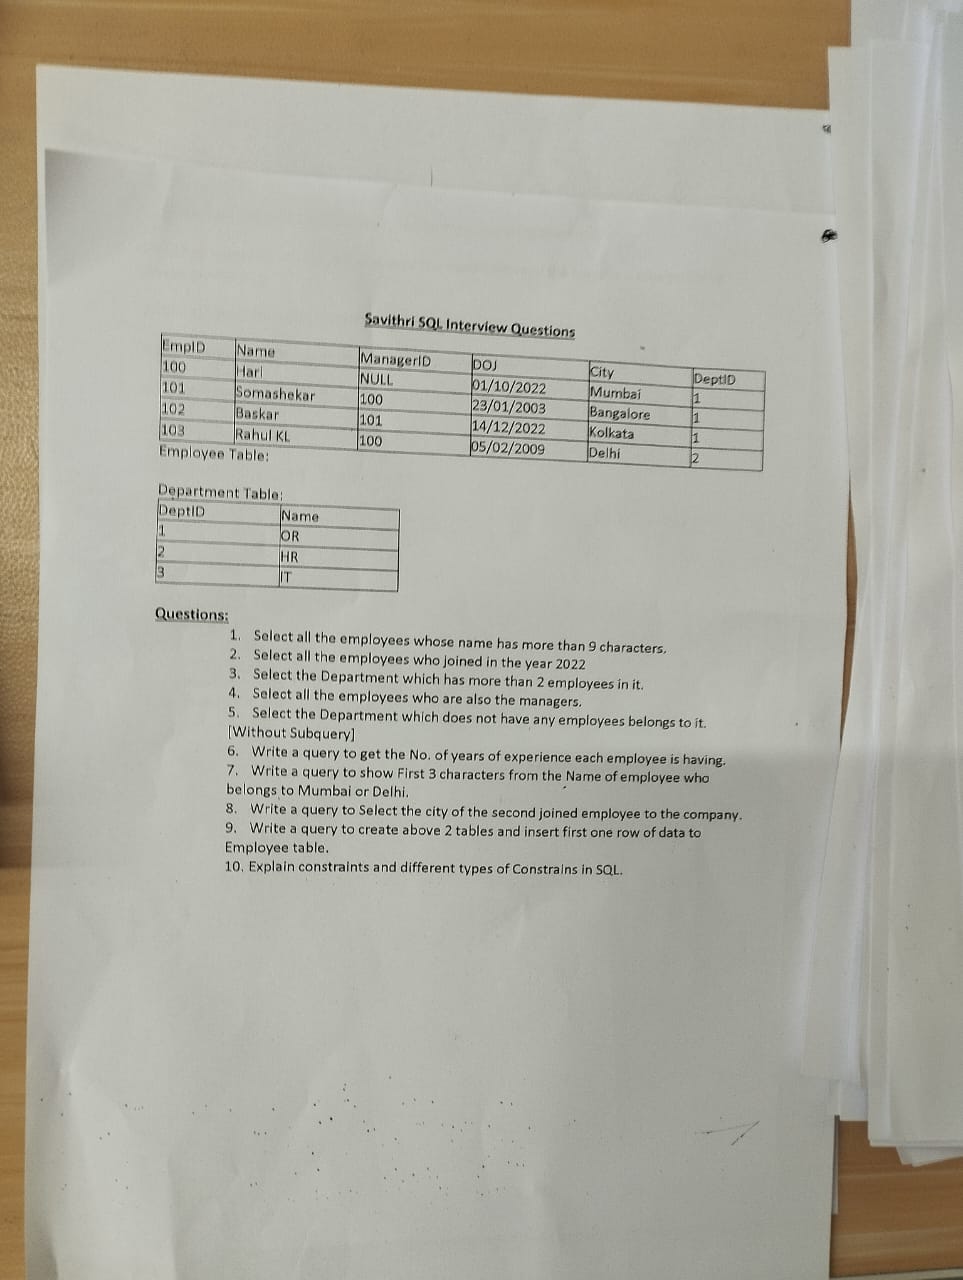 Savithri SQL Interview Questions
EmpID Name ManagerID DOJ City DeptID
100 Hari NULL 01/10/2022 Mumbai 1
101 Somashekar 100 23/01/2003 Bangalore 1
102 Baskar 101 14/12/2022 Kolkata 1
103 Rahul KL 100 05/02/2009 Delhi 2
Employee Table:
Department Table:
DeptID Name
1 OR
2 HR
3 IT
Questions:
1. Select all the employees whose name has more than 9 characters.
2. Select all the employees who joined in the year 2022
3. Select the Department which has more than 2 employees in it.
4. Select all the employees who are also the managers.
5. Select the Department which does not have any employees belongs to it.
[Without Subquery]
6. Write a query to get the No. of years of experience each employee is having.
7. Write a query to show First 3 characters from the Name of employee who
belongs to Mumbai or Delhi.
8. Write a query to Select the city of the second joined employee to the company.
9. Write a query to create above 2 tables and insert first one row of data to
Employee table.
10. Explain constraints and different types of Constrains in SQL.